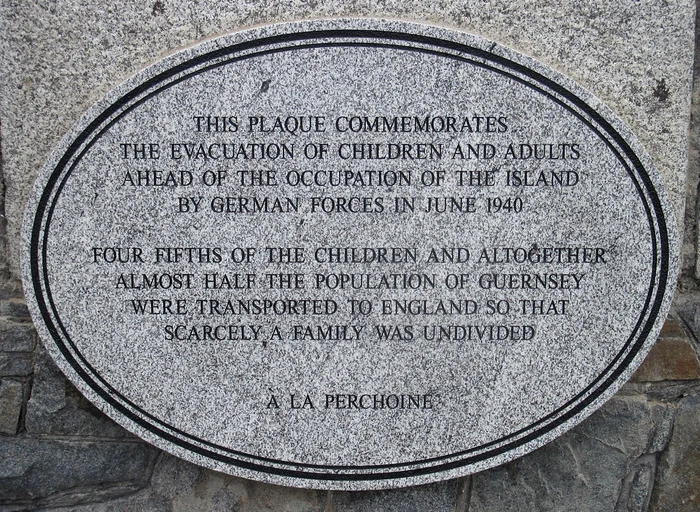 THIS PLAQUE COMMEMORATES
THE EVACUATION OF CHILDREN AND ADULTS
AHEAD OF THE OCCUPATION OF THE ISLAND
BY GERMAN FORCES IN JUNE 1940
FOUR FIFTHS OF THE CHILDREN AND ALTOGETHER
ALMOST HALF THE POPULATION OF GUERNSEY
WERE TRANSPORTED TO ENGLAND SO THAT
SCARCELY A FAMILY WAS UNDIVIDED
À LA PERCHOINE